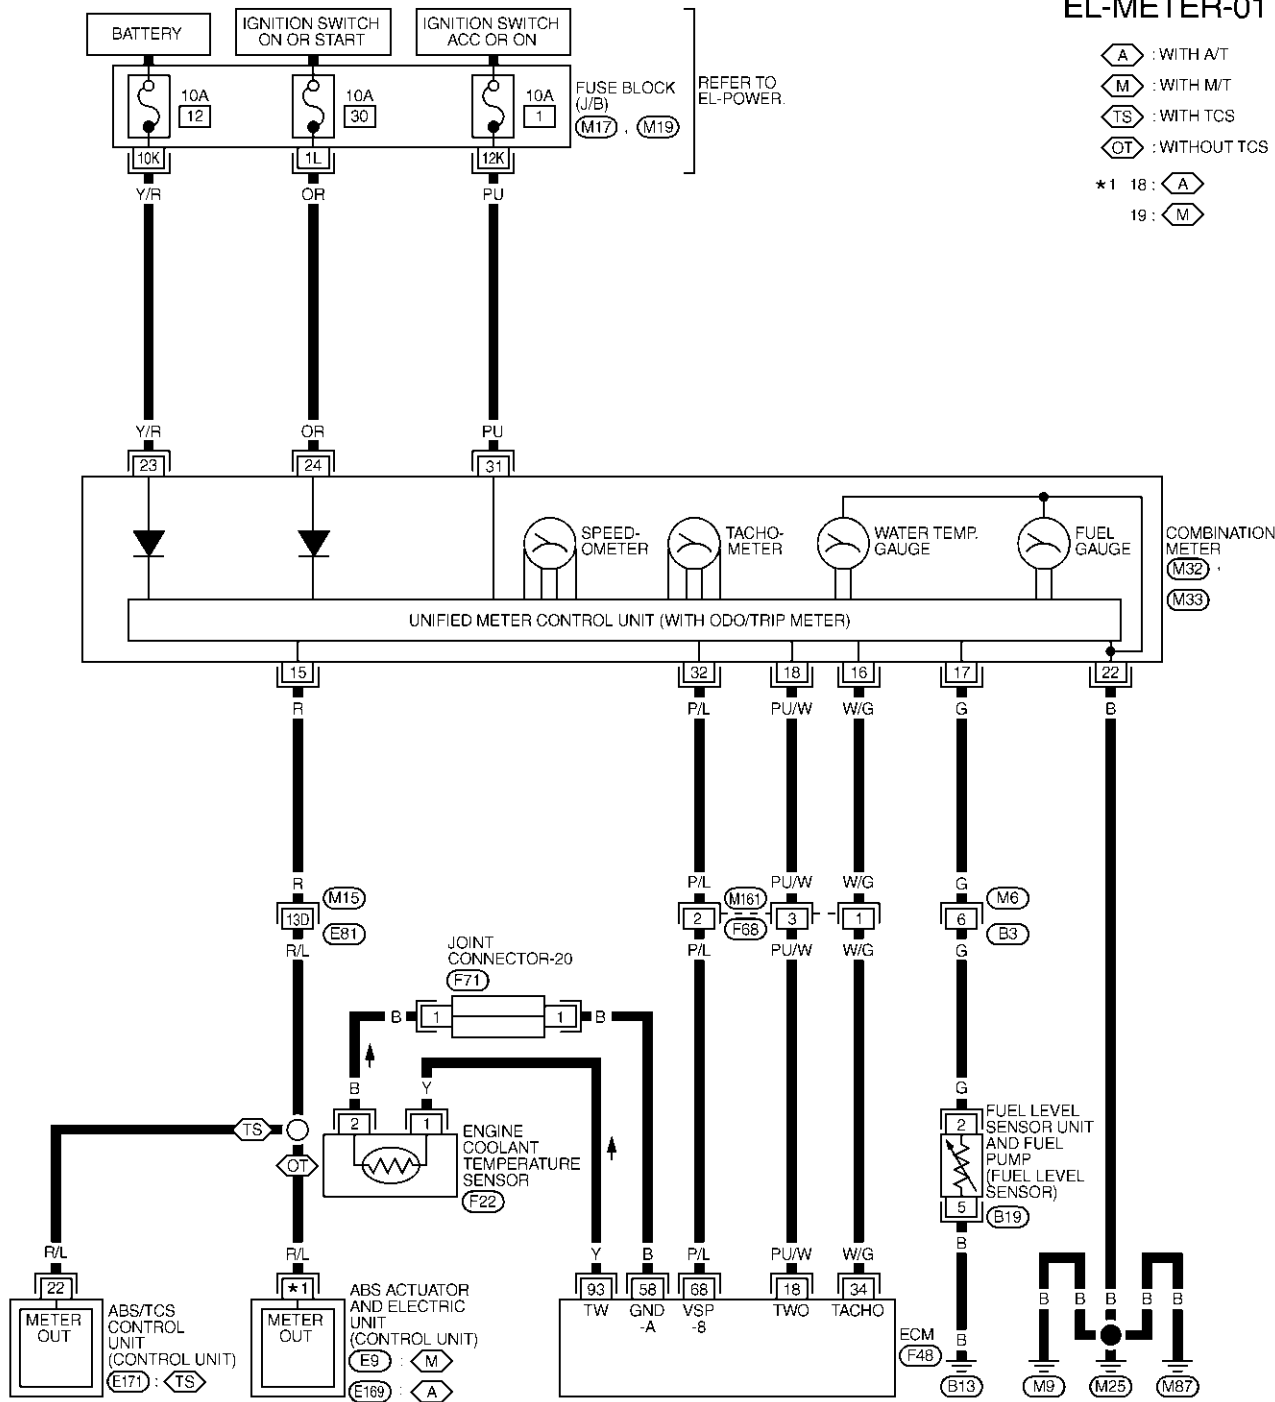 EL-METER-01
BATTERY
IGNITION SWITCH
ON OR START
IGNITION SWITCH
ACC OR ON
A : WITH A/T
M : WITH M/T
TS : WITH TCS
OT : WITHOUT TCS
*1 18 : A
19 : M
10A
12
10A
30
10A
1
FUSE BLOCK
(J/B)
M17 , M19
REFER TO
EL-POWER.
10K
1L
12K
Y/R
OR
PU
Y/R
OR
PU
23
24
31
SPEED-
OMETER
TACHO-
METER
WATER TEMP.
GAUGE
FUEL
GAUGE
COMBINATION
METER
M32 ,
M33
UNIFIED METER CONTROL UNIT (WITH ODO/TRIP METER)
15
32
18
16
17
22
R
P/L
PU/W
W/G
G
B
R
P/L
PU/W
W/G
G
13D
M15
E81
2
M161
F68
3
1
6
M6
B3
R/L
P/L
PU/W
W/G
G
JOINT
CONNECTOR-20
F71
B
1
1
B
B
Y
G
2
1
ENGINE
COOLANT
TEMPERATURE
SENSOR
F22
2
FUEL LEVEL
SENSOR UNIT
AND FUEL
PUMP
(FUEL LEVEL
SENSOR)
5
B19
B
TS
OT
R/L
R/L
Y
B
P/L
PU/W
W/G
22
*1
93
58
68
18
34
METER
OUT
ABS/TCS
CONTROL
UNIT
(CONTROL UNIT)
E171 : TS
METER
OUT
ABS ACTUATOR
AND ELECTRIC
UNIT
(CONTROL UNIT)
E9 : M
E169 : A
TW
GND
-A
VSP
-8
TWO
TACHO
ECM
F48
B
B
B
B
B
B
B13
M9
M25
M87